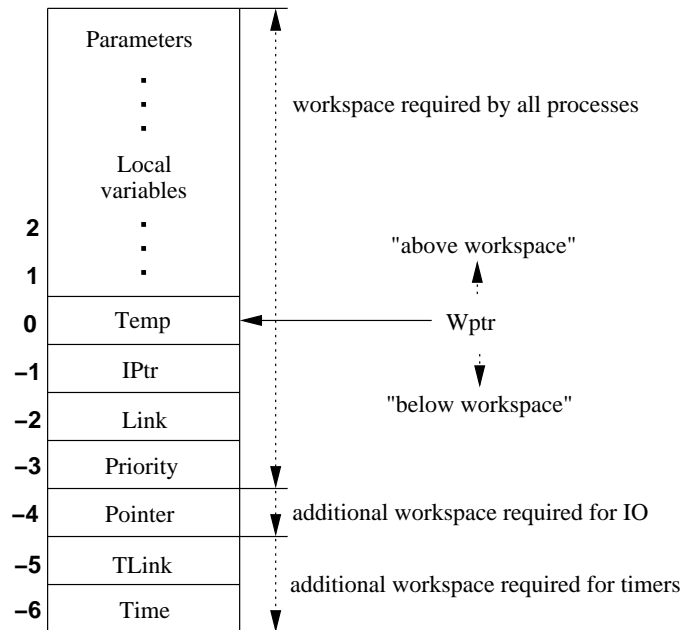 Parameters
workspace required by all processes
Local
variables
2
"above workspace"
1
0
Temp
Wptr
−1
IPtr
"below workspace"
−2
Link
−3
Priority
−4
Pointer
additional workspace required for IO
−5
TLink
additional workspace required for timers
−6
Time